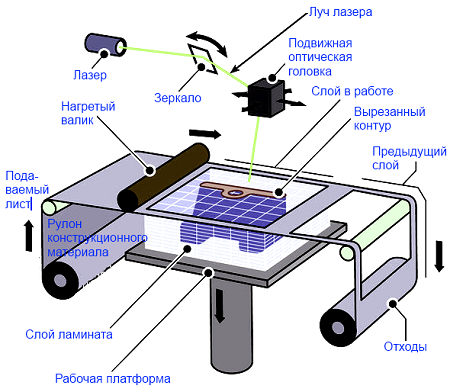 Луч лазера
Подвижная
оптическая
головка
Лазер
Зеркало
Слой в работе
Нагретый
валик
Вырезанный
контур
Предыдущий
слой
Пода-
ваемый
лист
Рулон
конструкционного
материала
Слой ламината
Отходы
Рабочая платформа